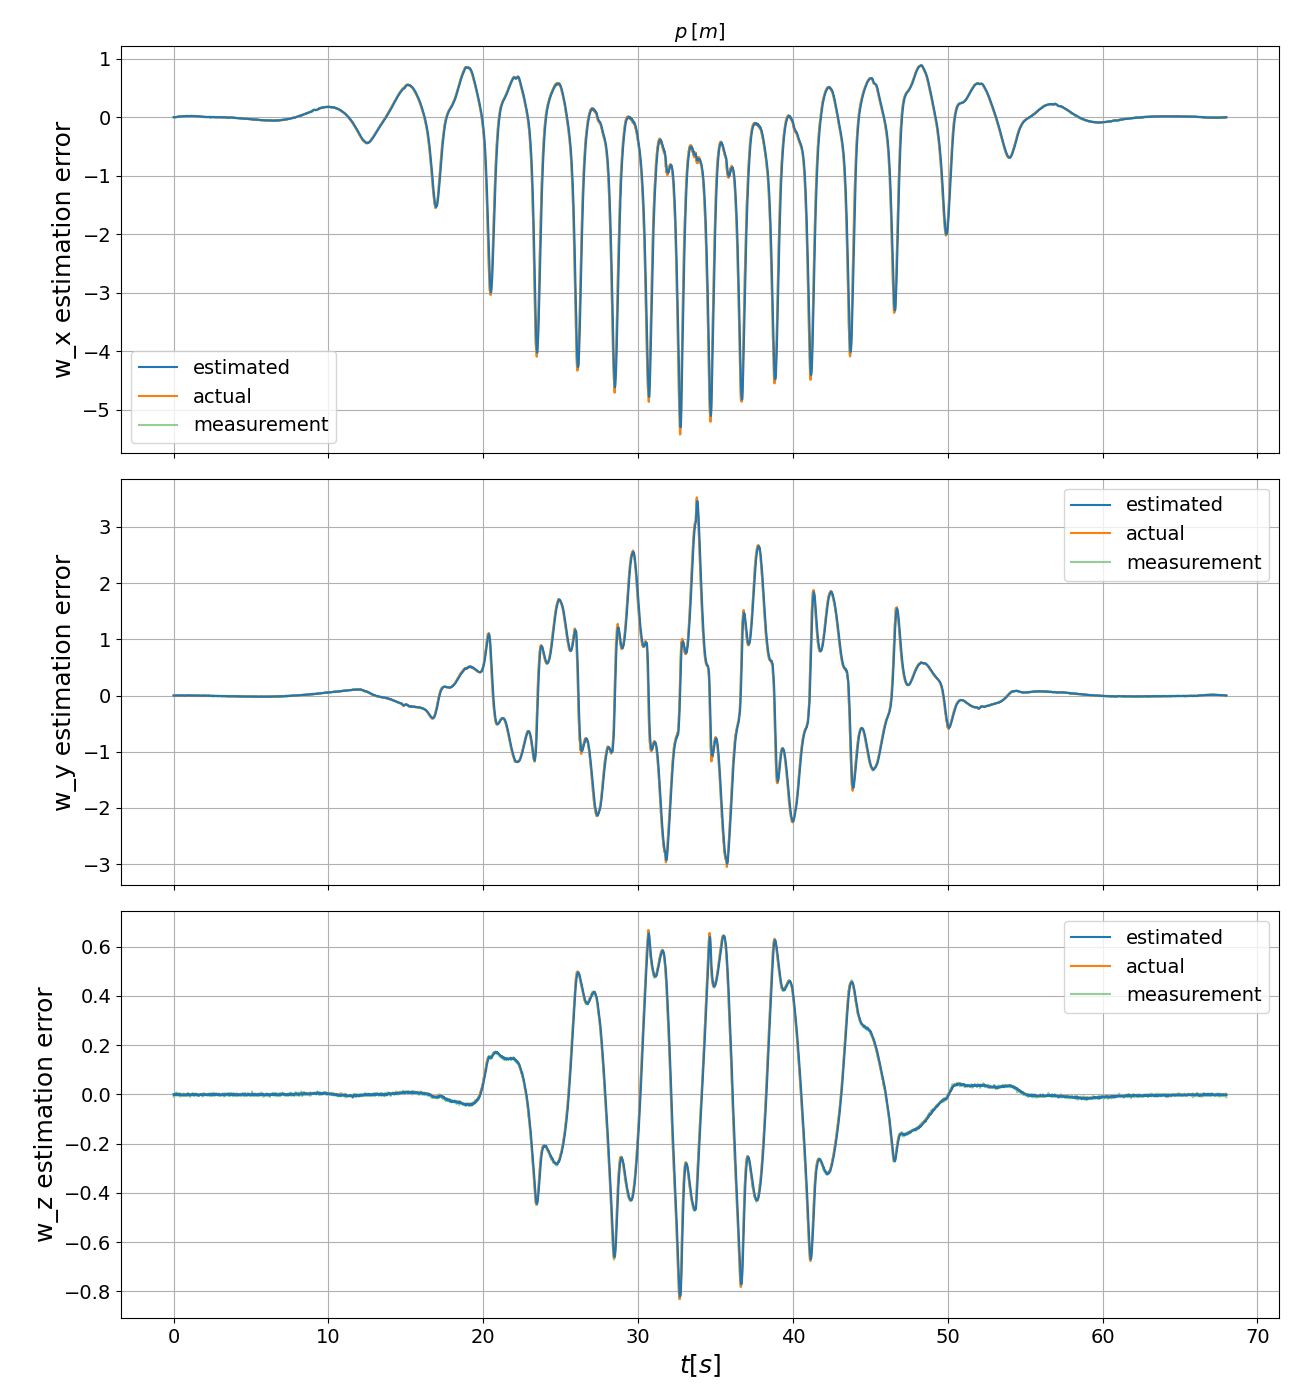 p [m]
1
0
−1
−2
−3
−4
−5
w_x estimation error
estimated
actual
measurement
3
2
1
0
−1
−2
−3
w_y estimation error
estimated
actual
measurement
0.6
0.4
0.2
0.0
−0.2
−0.4
−0.6
−0.8
w_z estimation error
estimated
actual
measurement
0 10 20 30 40 50 60 70
t[s]